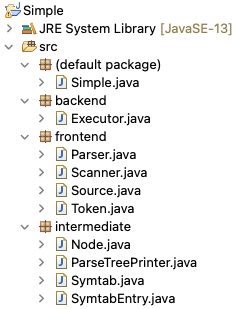 Simple
JRE System Library [JavaSE-13]
src
(default package)
Simple.java
backend
Executor.java
frontend
Parser.java
Scanner.java
Source.java
Token.java
intermediate
Node.java
ParseTreePrinter.java
Symtab.java
SymtabEntry.java